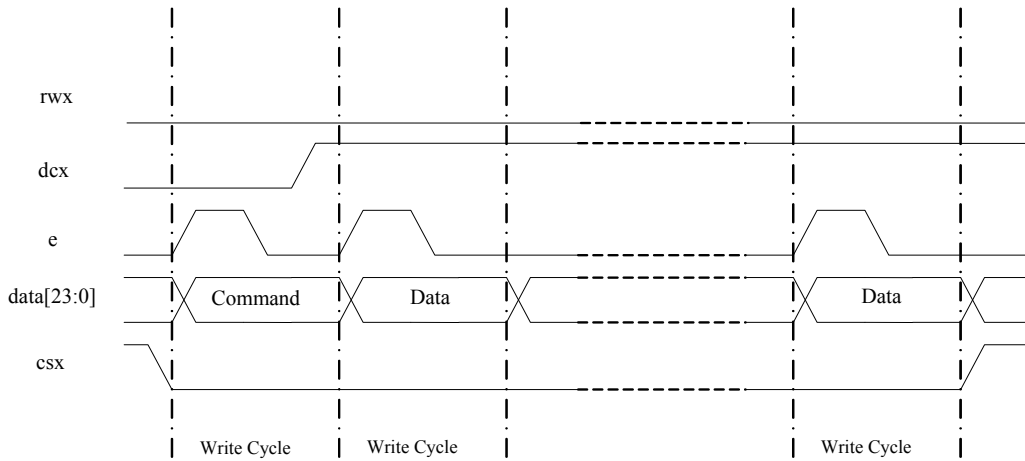 rwx
dcx
e
data[23:0]
Command
Data
Data
csx
Write Cycle
Write Cycle
Write Cycle